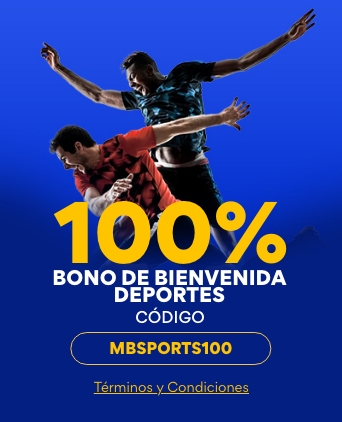 100%
BONO DE BIENVENIDA
DEPORTES
CÓDIGO
MBSPORTS100
Términos y Condiciones